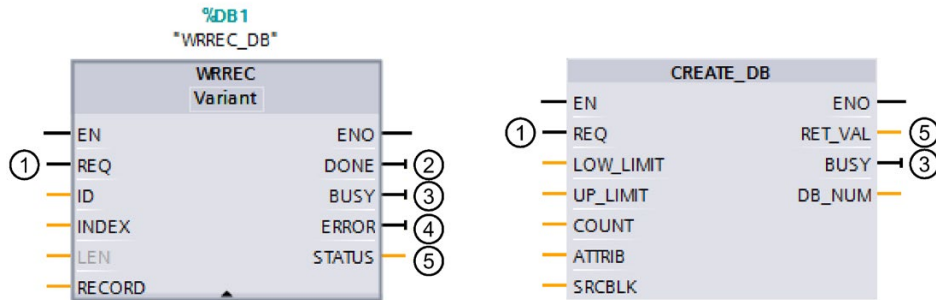 %DB1
"WRREC_DB"
WRREC
Variant
EN ENO
1 REQ DONE 2
ID BUSY 3
INDEX ERROR 4
LEN STATUS 5
RECORD
CREATE_DB
EN ENO
1 REQ RET_VAL 5
LOW_LIMIT BUSY 3
UP_LIMIT DB_NUM
COUNT
ATTRIB
SRCBLK